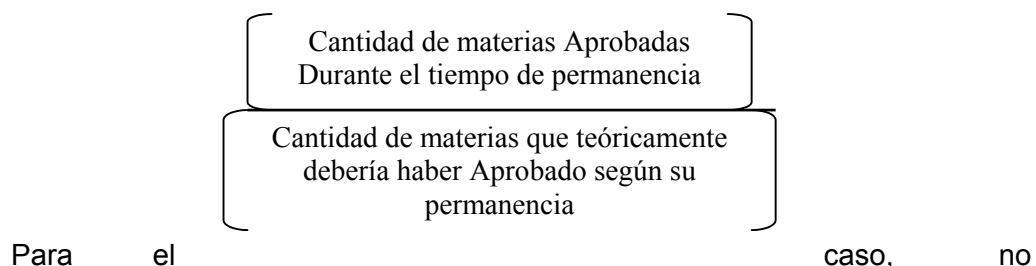 Cantidad de materias Aprobadas
Durante el tiempo de permanencia
Cantidad de materias que teóricamente
debería haber Aprobado según su
permanencia
Para el caso, no